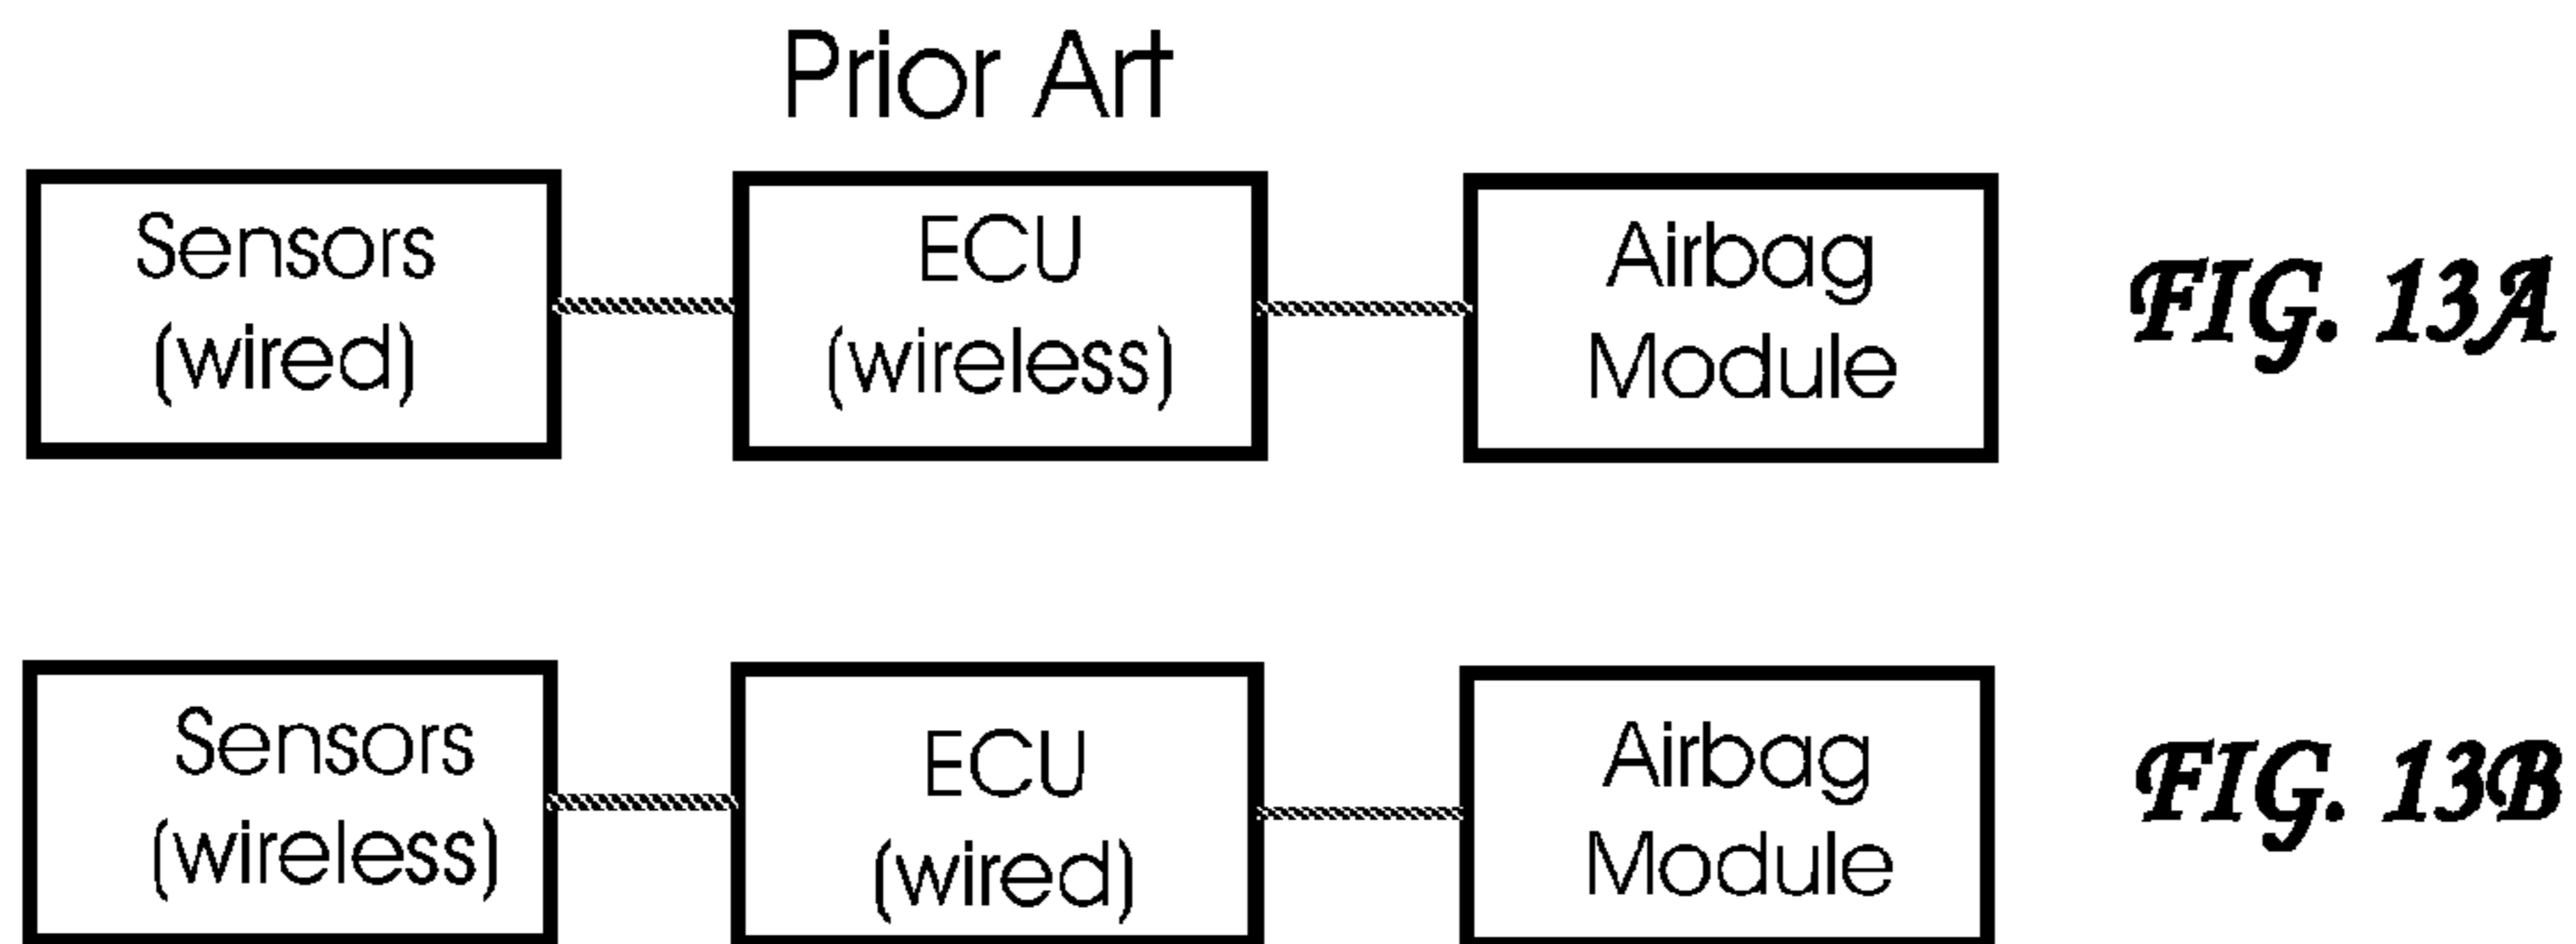 Prior Art
Sensors
(wired)
ECU
(wireless)
Airbag
Module
FIG. 13A
Sensors
(wireless)
ECU
(wired)
Airbag
Module
FIG. 13B